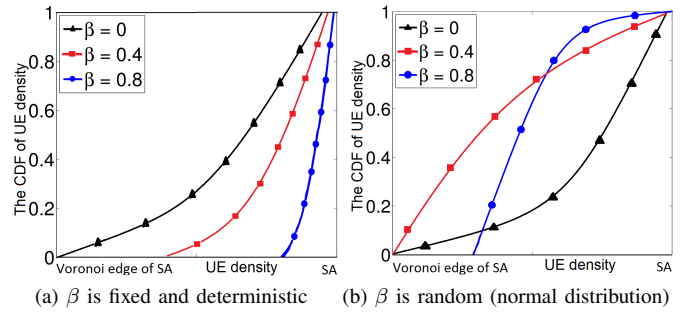 The CDF of UE density
1
0.8
0.6
0.4
0.2
0
β = 0
β = 0.4
β = 0.8
Voronoi edge of SA
UE density
SA
(a) β is fixed and deterministic
The CDF of UE density
1
0.8
0.6
0.4
0.2
0
β = 0
β = 0.4
β = 0.8
Voronoi edge of SA
UE density
SA
(b) β is random (normal distribution)